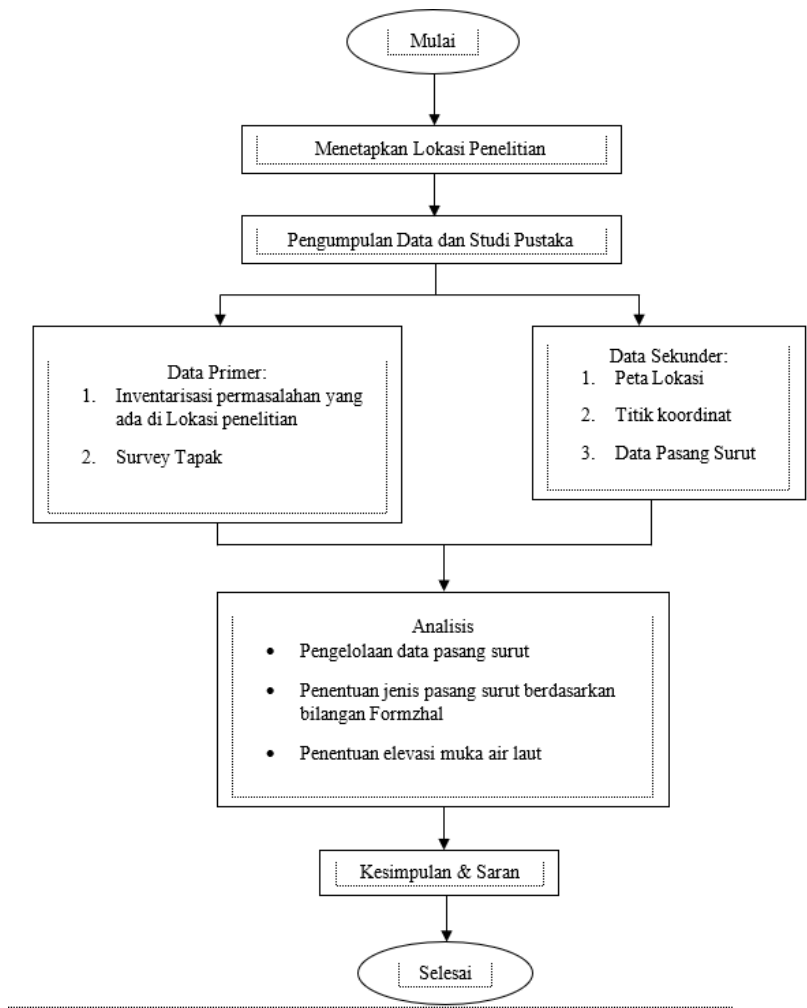 Mulai
Menetapkan Lokasi Penelitian
Pengumpulan Data dan Studi Pustaka
Data Primer:
1. Inventarisasi permasalahan yang
ada di Lokasi penelitian
2. Survey Tapak
Data Sekunder:
1. Peta Lokasi
2. Titik koordinat
3. Data Pasang Surut
Analisis
• Pengelolaan data pasang surut
• Penentuan jenis pasang surut berdasarkan
bilangan Formzhal
• Penentuan elevasi muka air laut
Kesimpulan & Saran
Selesai